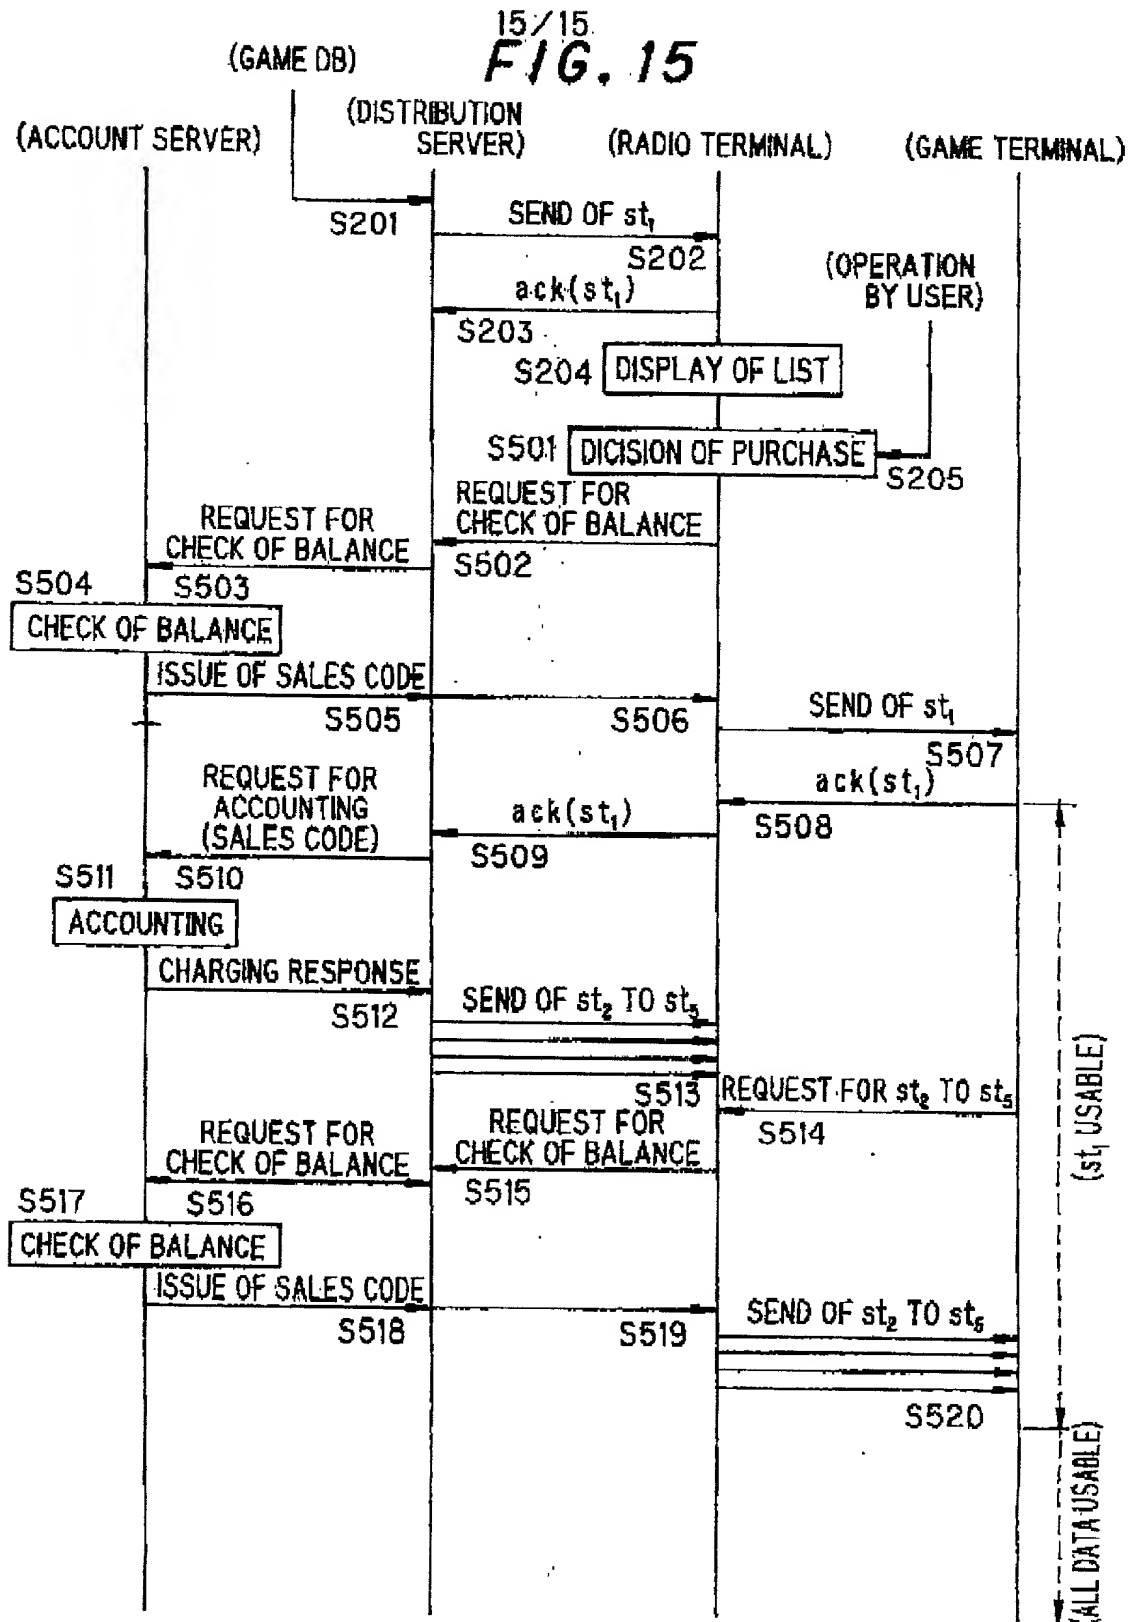 15/15
FIG. 15
(GAME DB)
(DISTRIBUTION
SERVER)
(ACCOUNT SERVER)
(RADIO TERMINAL)
(GAME TERMINAL)
S201
SEND OF st₁
S202
(OPERATION
BY USER)
ack(st₁)
S203
S204
DISPLAY OF LIST
S501
DICISION OF PURCHASE
S205
REQUEST FOR
CHECK OF BALANCE
S502
REQUEST FOR
CHECK OF BALANCE
S503
S504
CHECK OF BALANCE
ISSUE OF SALES CODE
S505
S506
SEND OF st₁
S507
ack(st₁)
S508
ack(st₁)
S509
REQUEST FOR
ACCOUNTING
(SALES CODE)
S510
S511
ACCOUNTING
CHARGING RESPONSE
S512
SEND OF st₂ TO st₅
S513
REQUEST FOR st₂ TO st₅
S514
(st₁ USABLE)
REQUEST FOR
CHECK OF BALANCE
S515
REQUEST FOR
CHECK OF BALANCE
S516
S517
CHECK OF BALANCE
ISSUE OF SALES CODE
S518
S519
SEND OF st₂ TO st₅
S520
(ALL DATA USABLE)